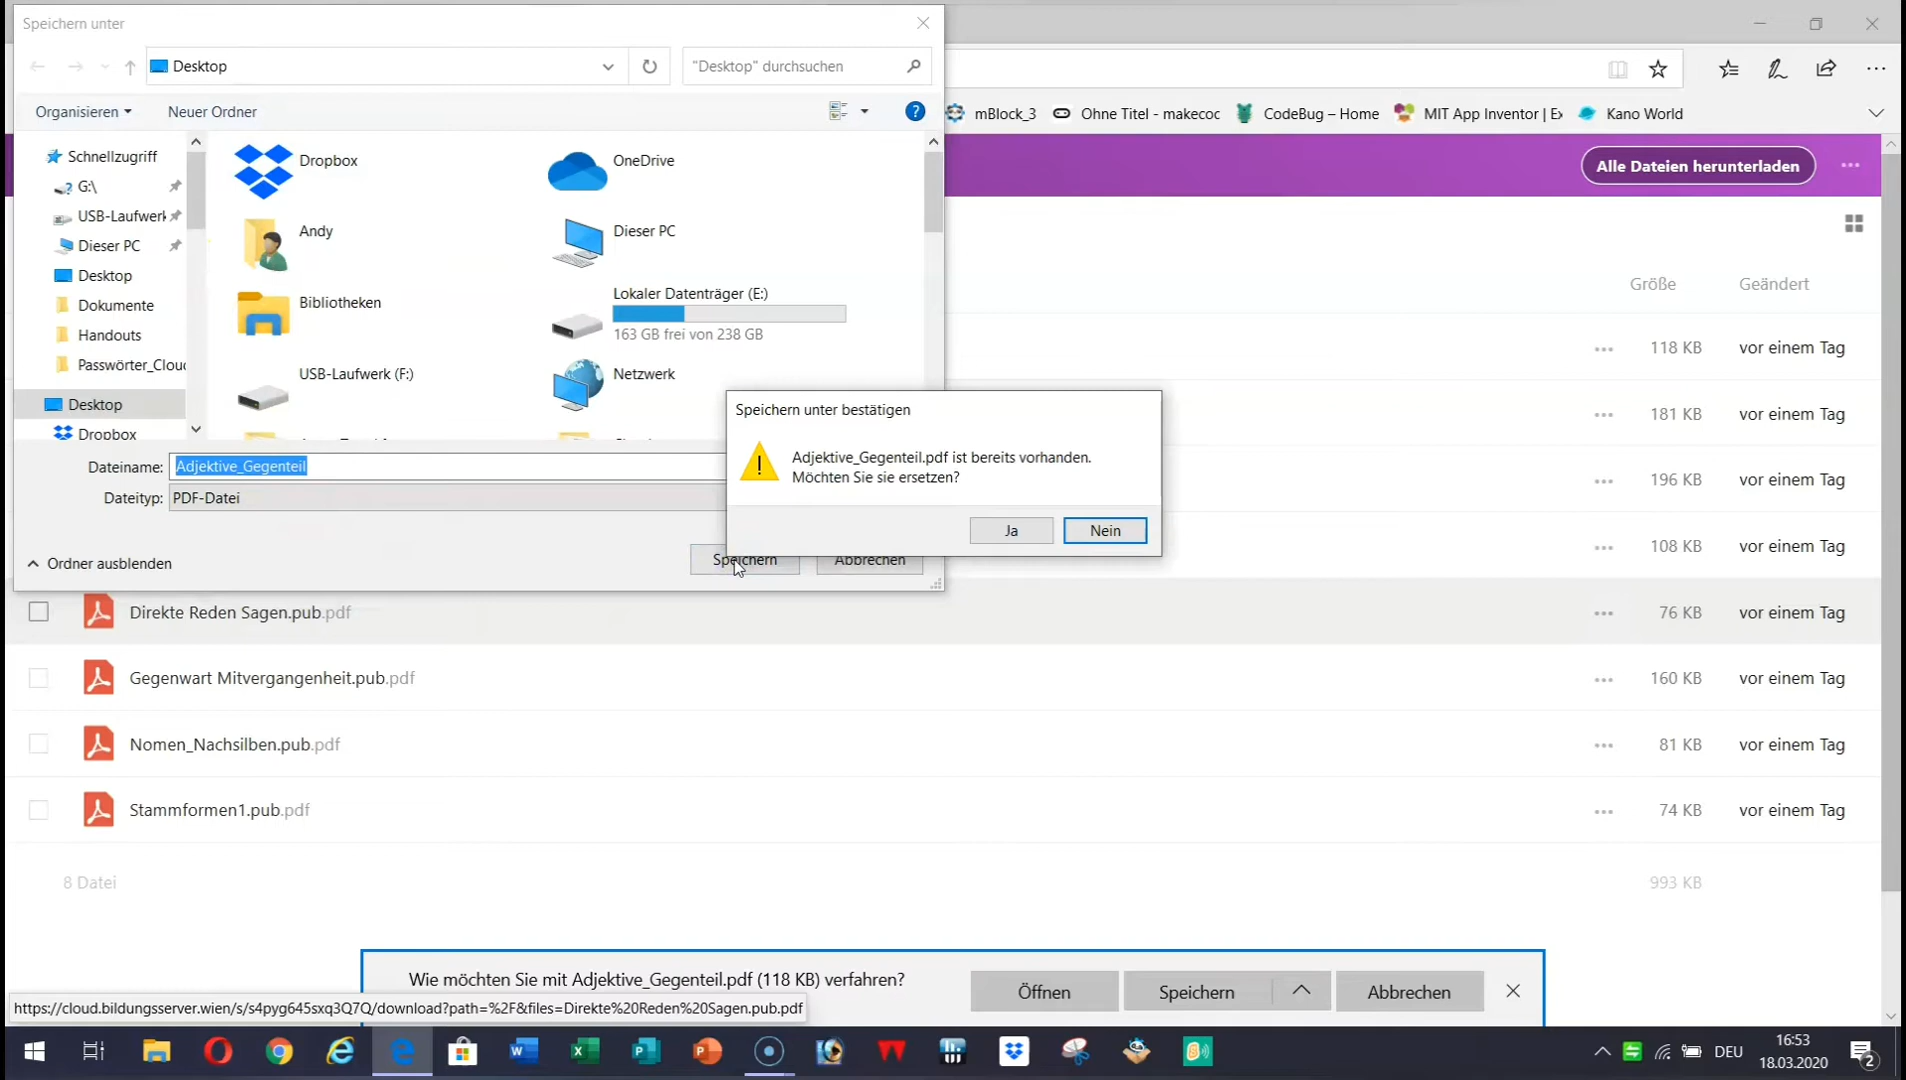 Speichern unter
Desktop
"Desktop" durchsuchen
Organisieren
Neuer Ordner
mBlock_3
Ohne Titel - makecoc
CodeBug – Home
MIT App Inventor | Ex
Kano World
Alle Dateien herunterladen
Schnellzugriff
G:\
USB-Laufwerk
Dieser PC
Desktop
Dokumente
Handouts
Passwörter_Cloud
Desktop
Dropbox
Dropbox
OneDrive
Andy
Dieser PC
Bibliotheken
Lokaler Datenträger (E:)
163 GB frei von 238 GB
USB-Laufwerk (F:)
Netzwerk
Dateiname: Adjektive_Gegenteil
Dateityp: PDF-Datei
Ordner ausblenden
Speichern
Abbrechen
Speichern unter bestätigen
Adjektive_Gegenteil.pdf ist bereits vorhanden.
Möchten Sie sie ersetzen?
Ja
Nein
Größe Geändert
118 KB vor einem Tag
181 KB vor einem Tag
196 KB vor einem Tag
108 KB vor einem Tag
Direkte Reden Sagen.pub.pdf 76 KB vor einem Tag
Gegenwart Mitvergangenheit.pub.pdf 160 KB vor einem Tag
Nomen_Nachsilben.pub.pdf 81 KB vor einem Tag
Stammformen1.pub.pdf 74 KB vor einem Tag
8 Datei 993 KB
Wie möchten Sie mit Adjektive_Gegenteil.pdf (118 KB) verfahren?
Öffnen
Speichern
Abbrechen
https://cloud.bildungsserver.wien/s/s4pyg645sxq3Q7Q/download?path=%2F&files=Direkte%20Reden%20Sagen.pub.pdf
DEU
16:53
18.03.2020
2